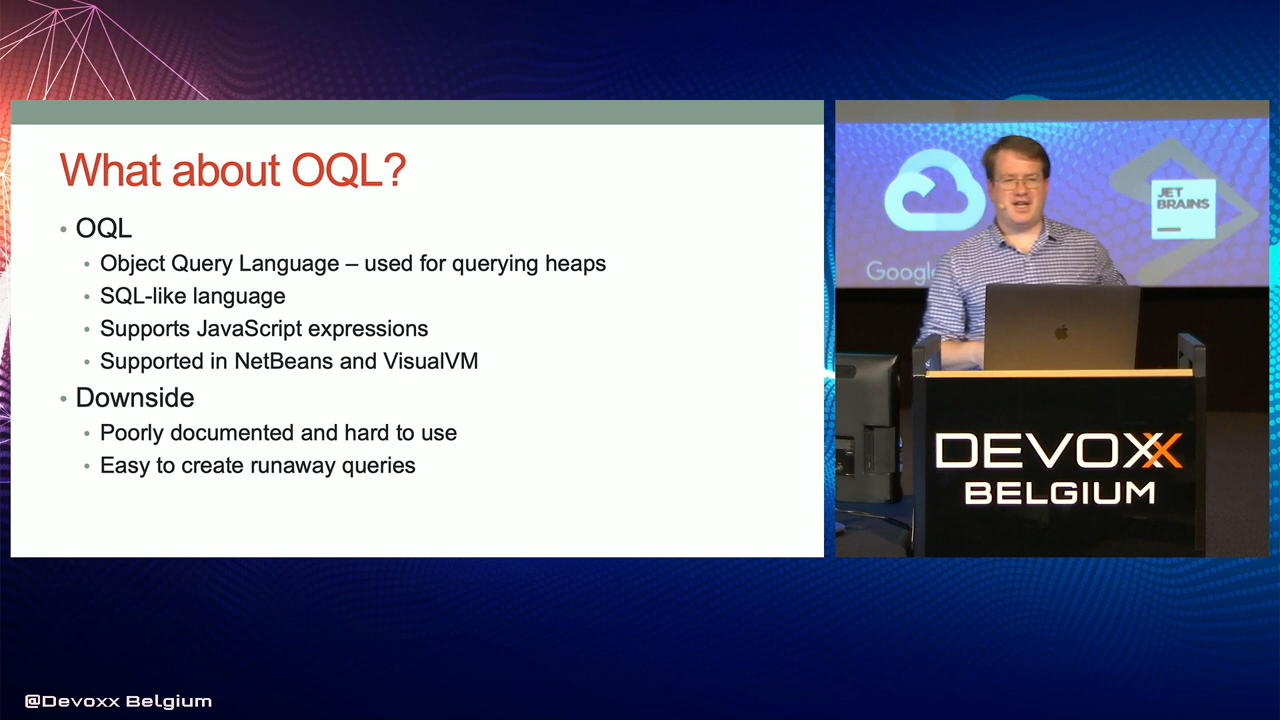 What about OQL?
• OQL
• Object Query Language – used for querying heaps
• SQL-like language
• Supports JavaScript expressions
• Supported in NetBeans and VisualVM
• Downside
• Poorly documented and hard to use
• Easy to create runaway queries
Google
JET
BRAINS
DEVOXX
BELGIUM
@Devoxx Belgium